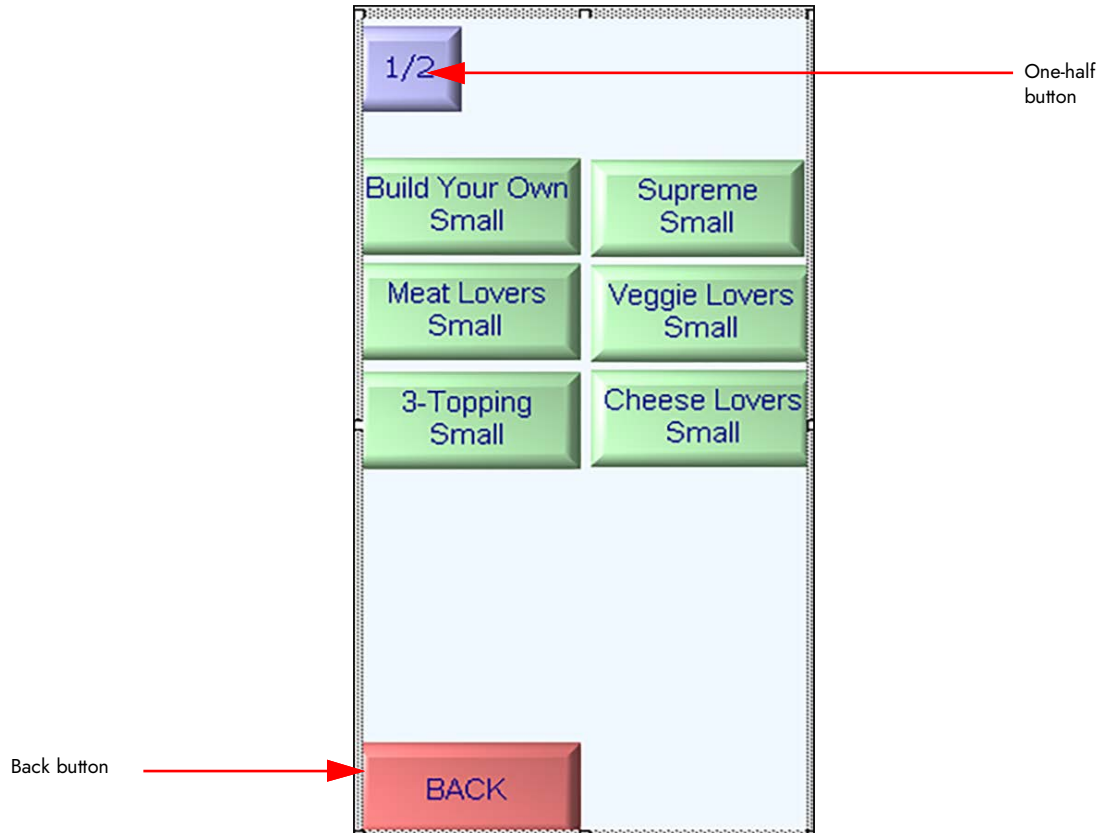 1/2
One-half
button
Build Your Own
Small
Supreme
Small
Meat Lovers
Small
Veggie Lovers
Small
3-Topping
Small
Cheese Lovers
Small
Back button
BACK